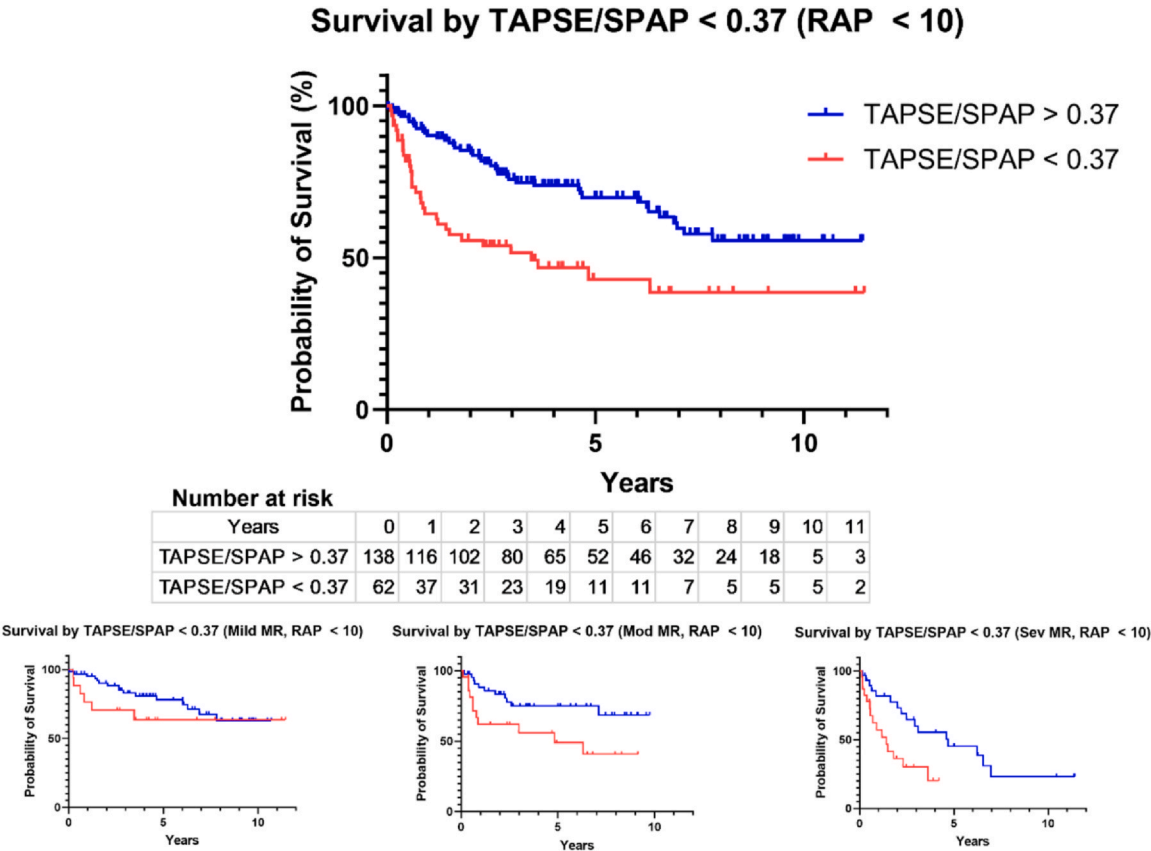 Survival by TAPSE/SPAP < 0.37 (RAP < 10)
Probability of Survival (%)
100
50
0
0 5 10
Years
TAPSE/SPAP > 0.37
TAPSE/SPAP < 0.37
Number at risk
Years 0 1 2 3 4 5 6 7 8 9 10 11
TAPSE/SPAP > 0.37 138 116 102 80 65 52 46 32 24 18 5 3
TAPSE/SPAP < 0.37 62 37 31 23 19 11 11 7 5 5 5 2
Survival by TAPSE/SPAP < 0.37 (Mild MR, RAP < 10)
Probability of Survival
100
50
0
0 5 10
Years
Survival by TAPSE/SPAP < 0.37 (Mod MR, RAP < 10)
Probability of Survival
100
50
0
0 5 10
Years
Survival by TAPSE/SPAP < 0.37 (Sev MR, RAP < 10)
Probability of Survival
100
50
0
0 5 10
Years